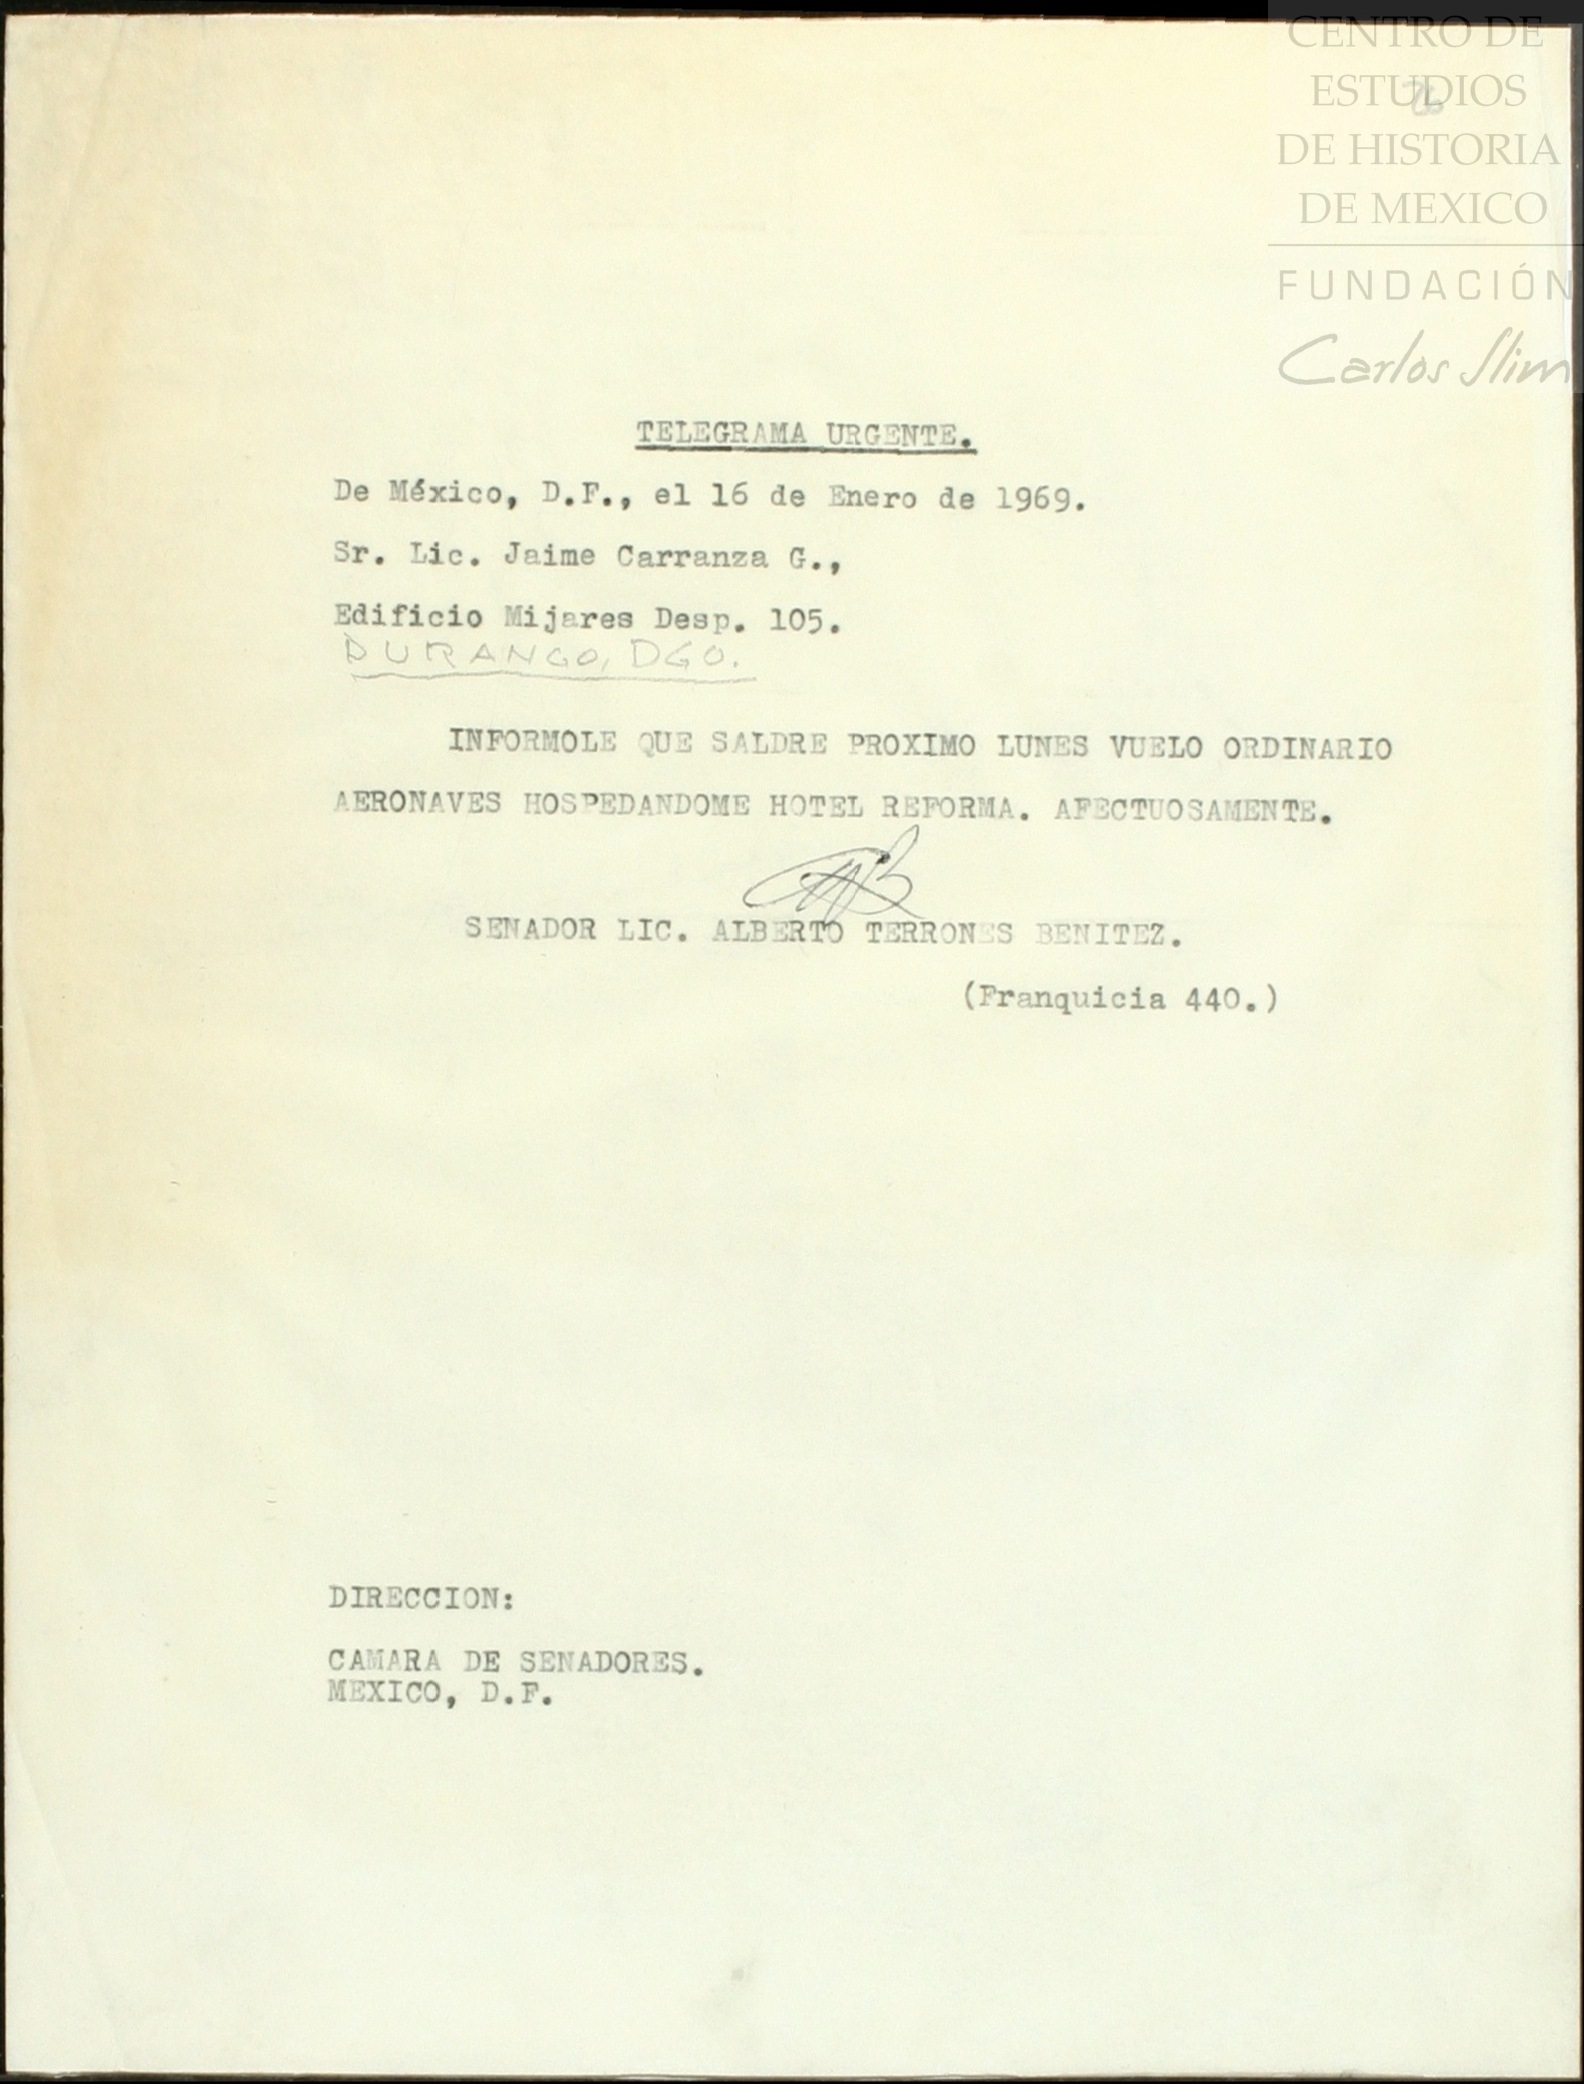 CENTRO DE
ESTUDIOS
DE HISTORIA
DE MEXICO
FUNDACIÓN
Carlos Slim
TELEGRAMA URGENTE.
De México, D.F., el 16 de Enero de 1969.
Sr. Lic. Jaime Carranza G.,
Edificio Mijares Desp. 105.
DURANGO, DGO.
INFORMOLE QUE SALDRE PROXIMO LUNES VUELO ORDINARIO
AERONAVES HOSPEDANDOME HOTEL REFORMA. AFECTUOSAMENTE.
SENADOR LIC. ALBERTO TERRONES BENITEZ.
(Franquicia 440.)
DIRECCION:
CAMARA DE SENADORES.
MEXICO, D.F.